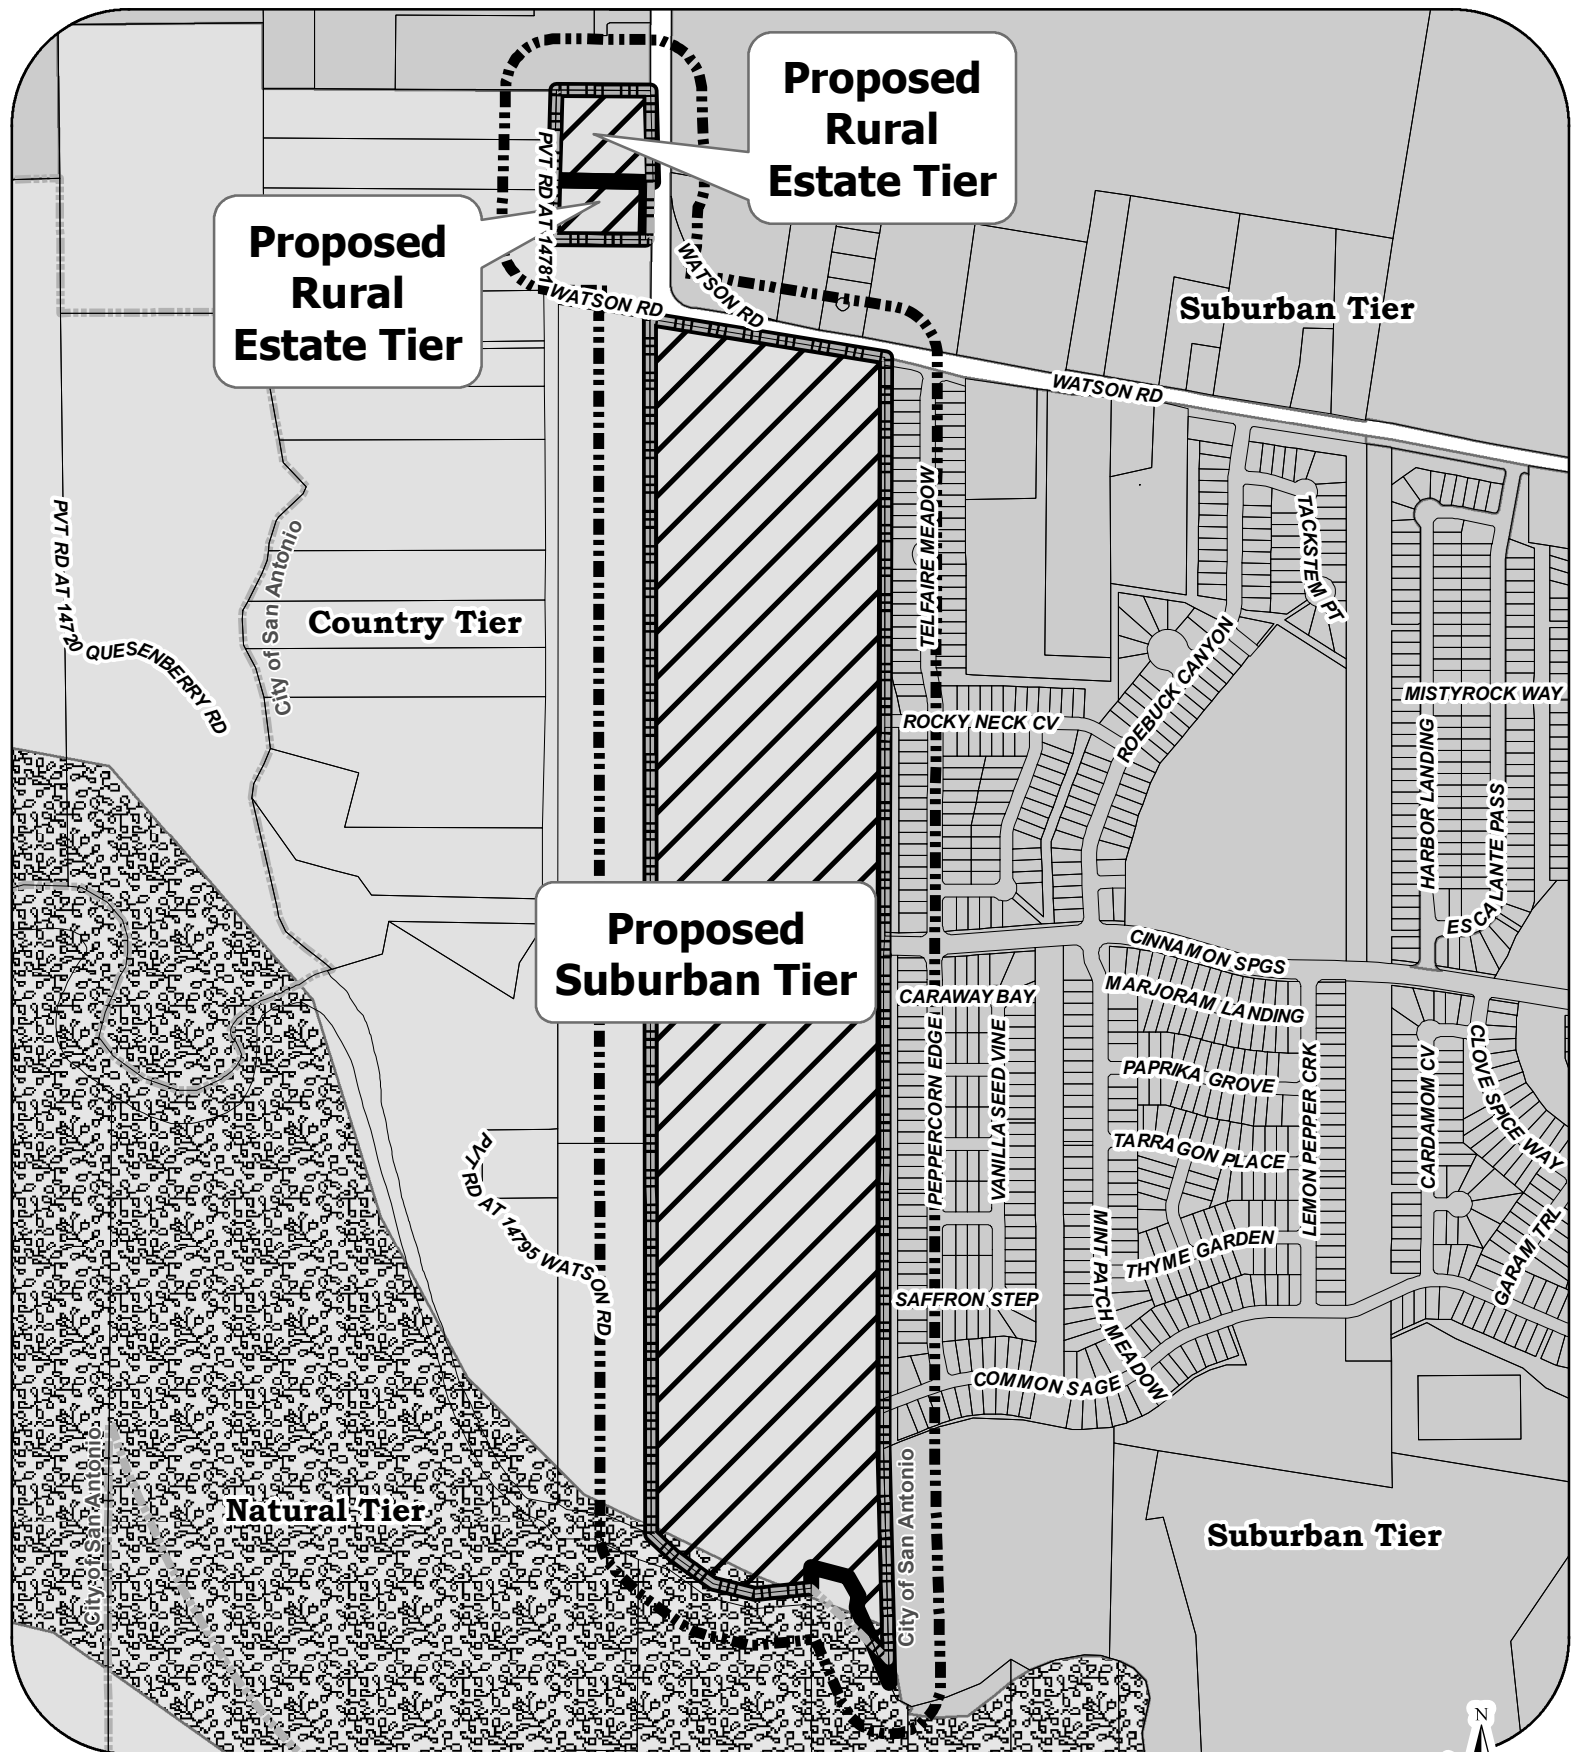 Proposed
Rural
Estate Tier
Proposed
Rural
Estate Tier
PVT RD AT 14781
WATSON RD
WATSON RD
WATSON RD
Suburban Tier
Country Tier
City of San Antonio
PVT RD AT 14720
QUESENBERRY RD
TELFAIRE MEADOW
TACKSTEM PT
ROCKY NECK CV
ROEBUCK CANYON
MISTYROCK WAY
HARBOR LANDING
ESCALANTE PASS
Proposed
Suburban Tier
CINNAMON SPGS
CARAWAY BAY
MARJORAM LANDING
PEPPERCORN EDGE
VANILLA SEED VINE
PAPRIKA GROVE
TARRAGON PLACE
LEMON PEPPER CRK
CARDAMOM CV
CLOVE SPICE WAY
PVT RD AT 14795 WATSON RD
MINT PATCH MEADOW
THYME GARDEN
GARAM TRL
SAFFRON STEP
COMMON SAGE
City of San Antonio
Natural Tier
City of San Antonio
Suburban Tier
N